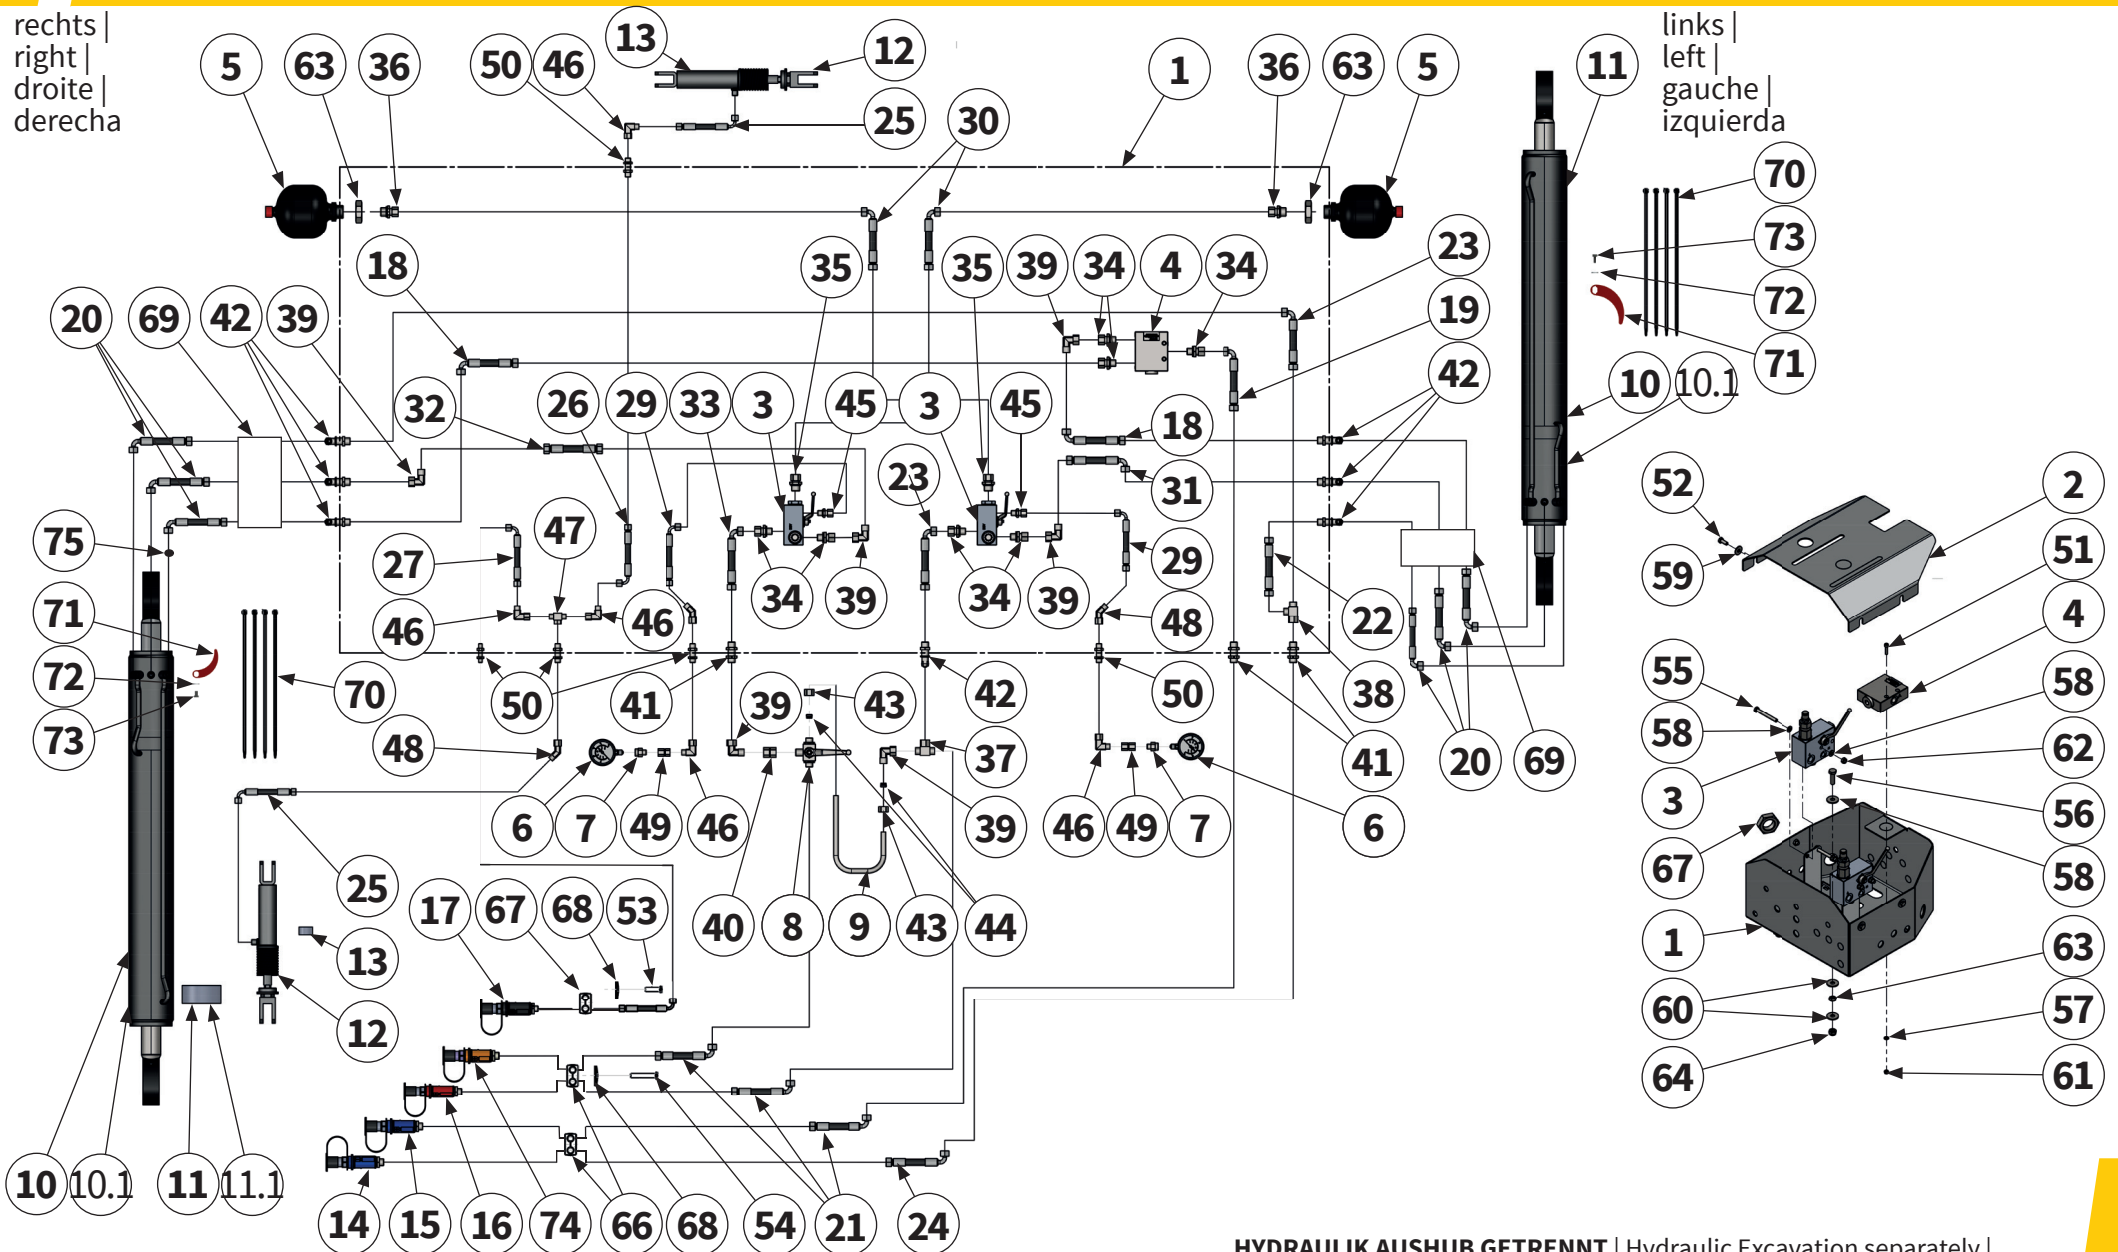 rechts |
right |
droite |
derecha
links |
left |
gauche |
izquierda
5 63 36 50 46 13 12 1 36 63 5 11
25 30
70
18 35 35 39 34 4 34 23 73
20 69 42 39 19 72
71
32 26 29 33 3 45 3 45 42 10 10.1
18
23 31 52 2
75 27 47 29 51
59
71 46 46 34 39 34 39 48 22 4
72 70 50 41 39 43 42 50 38 55 58
73 48 37 41 20 69 58 62
6 7 49 46 39 46 49 7 6 3 56
67
25 17 67 68 53 40 8 9 43 44 58
13 1 63
12 60 57
64 61
10 10.1 11 11.1
14 15 16 74 66 68 54 21 24
HYDRAULIK AUSHUB GETRENNT | Hydraulic Excavation separately |